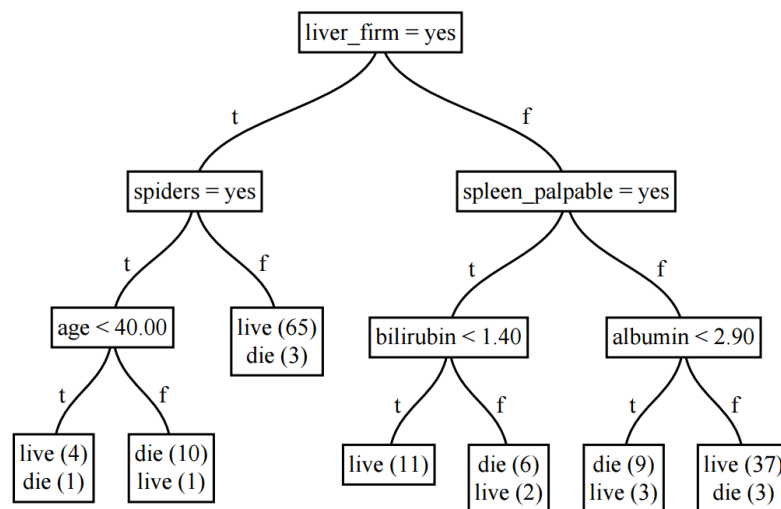 liver_firm = yes
t
f
spiders = yes
spleen_palpable = yes
t
f
t
f
age < 40.00
live (65)
die (3)
bilirubin < 1.40
albumin < 2.90
t
f
t
f
t
f
live (4)
die (1)
die (10)
live (1)
live (11)
die (6)
live (2)
die (9)
live (3)
live (37)
die (3)